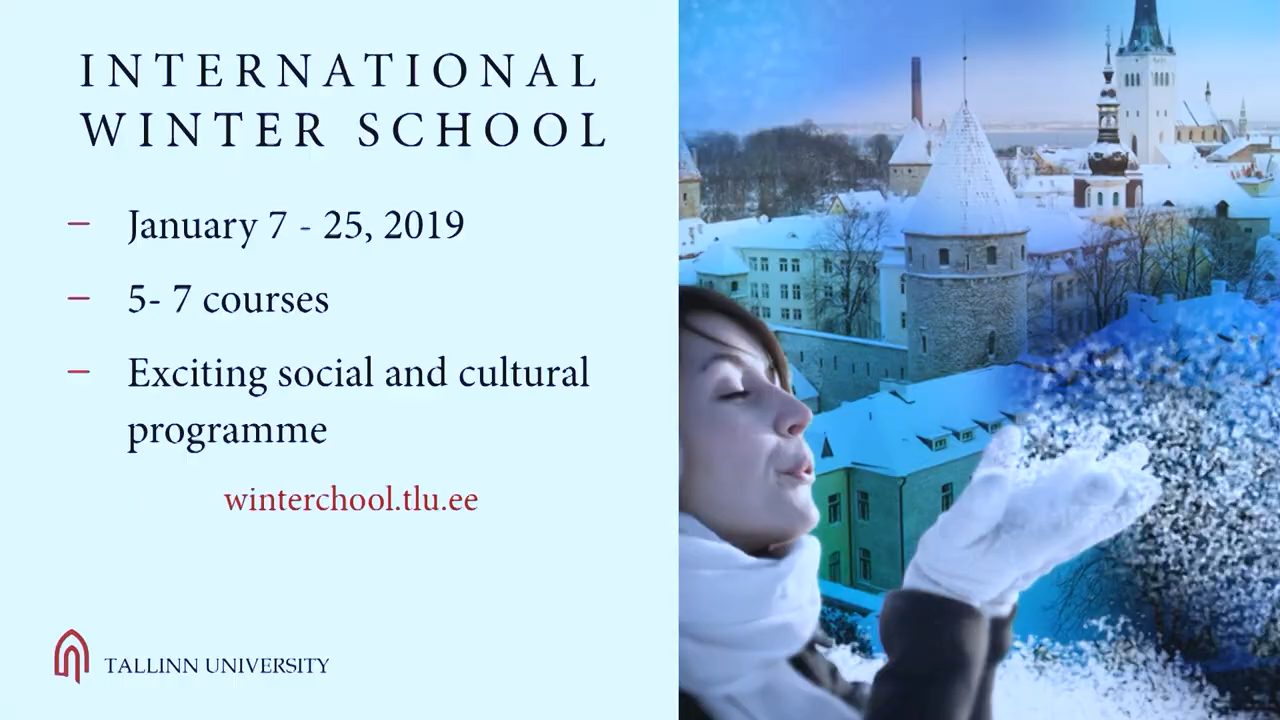 INTERNATIONAL
WINTER SCHOOL
– January 7 - 25, 2019
– 5- 7 courses
– Exciting social and cultural
programme
winterchool.tlu.ee
TALLINN UNIVERSITY